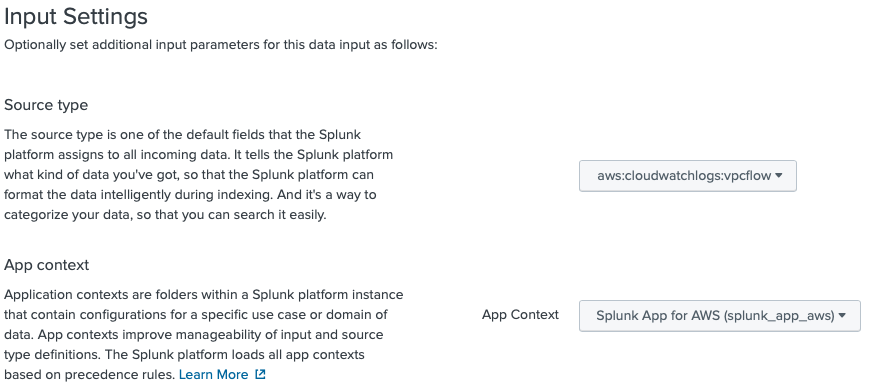 Input Settings
Optionally set additional input parameters for this data input as follows:
Source type
The source type is one of the default fields that the Splunk
platform assigns to all incoming data. It tells the Splunk platform
what kind of data you've got, so that the Splunk platform can
format the data intelligently during indexing. And it's a way to
categorize your data, so that you can search it easily.
aws:cloudwatchlogs:vpcflow
App context
Application contexts are folders within a Splunk platform instance
that contain configurations for a specific use case or domain of
data. App contexts improve manageability of input and source
type definitions. The Splunk platform loads all app contexts
based on precedence rules. Learn More
App Context
Splunk App for AWS (splunk_app_aws)